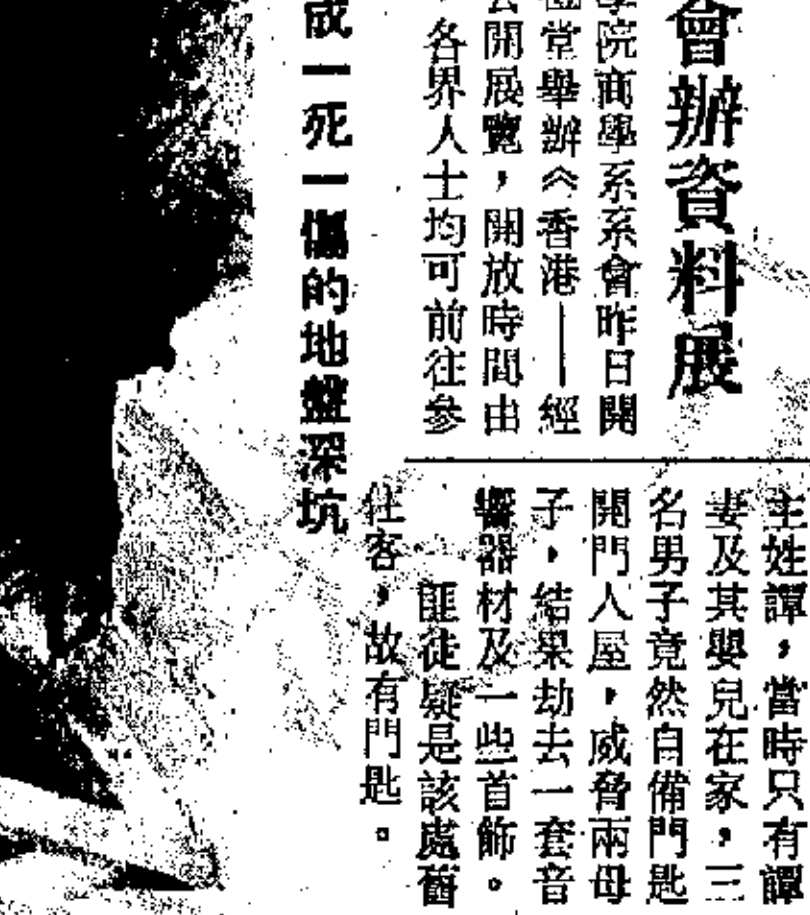 會辦資料展
學院商學系系會昨日開
堂舉辦《香港——經
開展覽，開放時間由
各界人士均可前往參
主姓譚，當時只有譚
妻及其嬰兒在家，三
名男子竟然自備門匙
開門入屋，威脅兩母
子，結果劫去一套音
響器材及一些首飾。
匪徒疑是該處舊
住客，故有門匙。
成一死一傷的地盤深坑